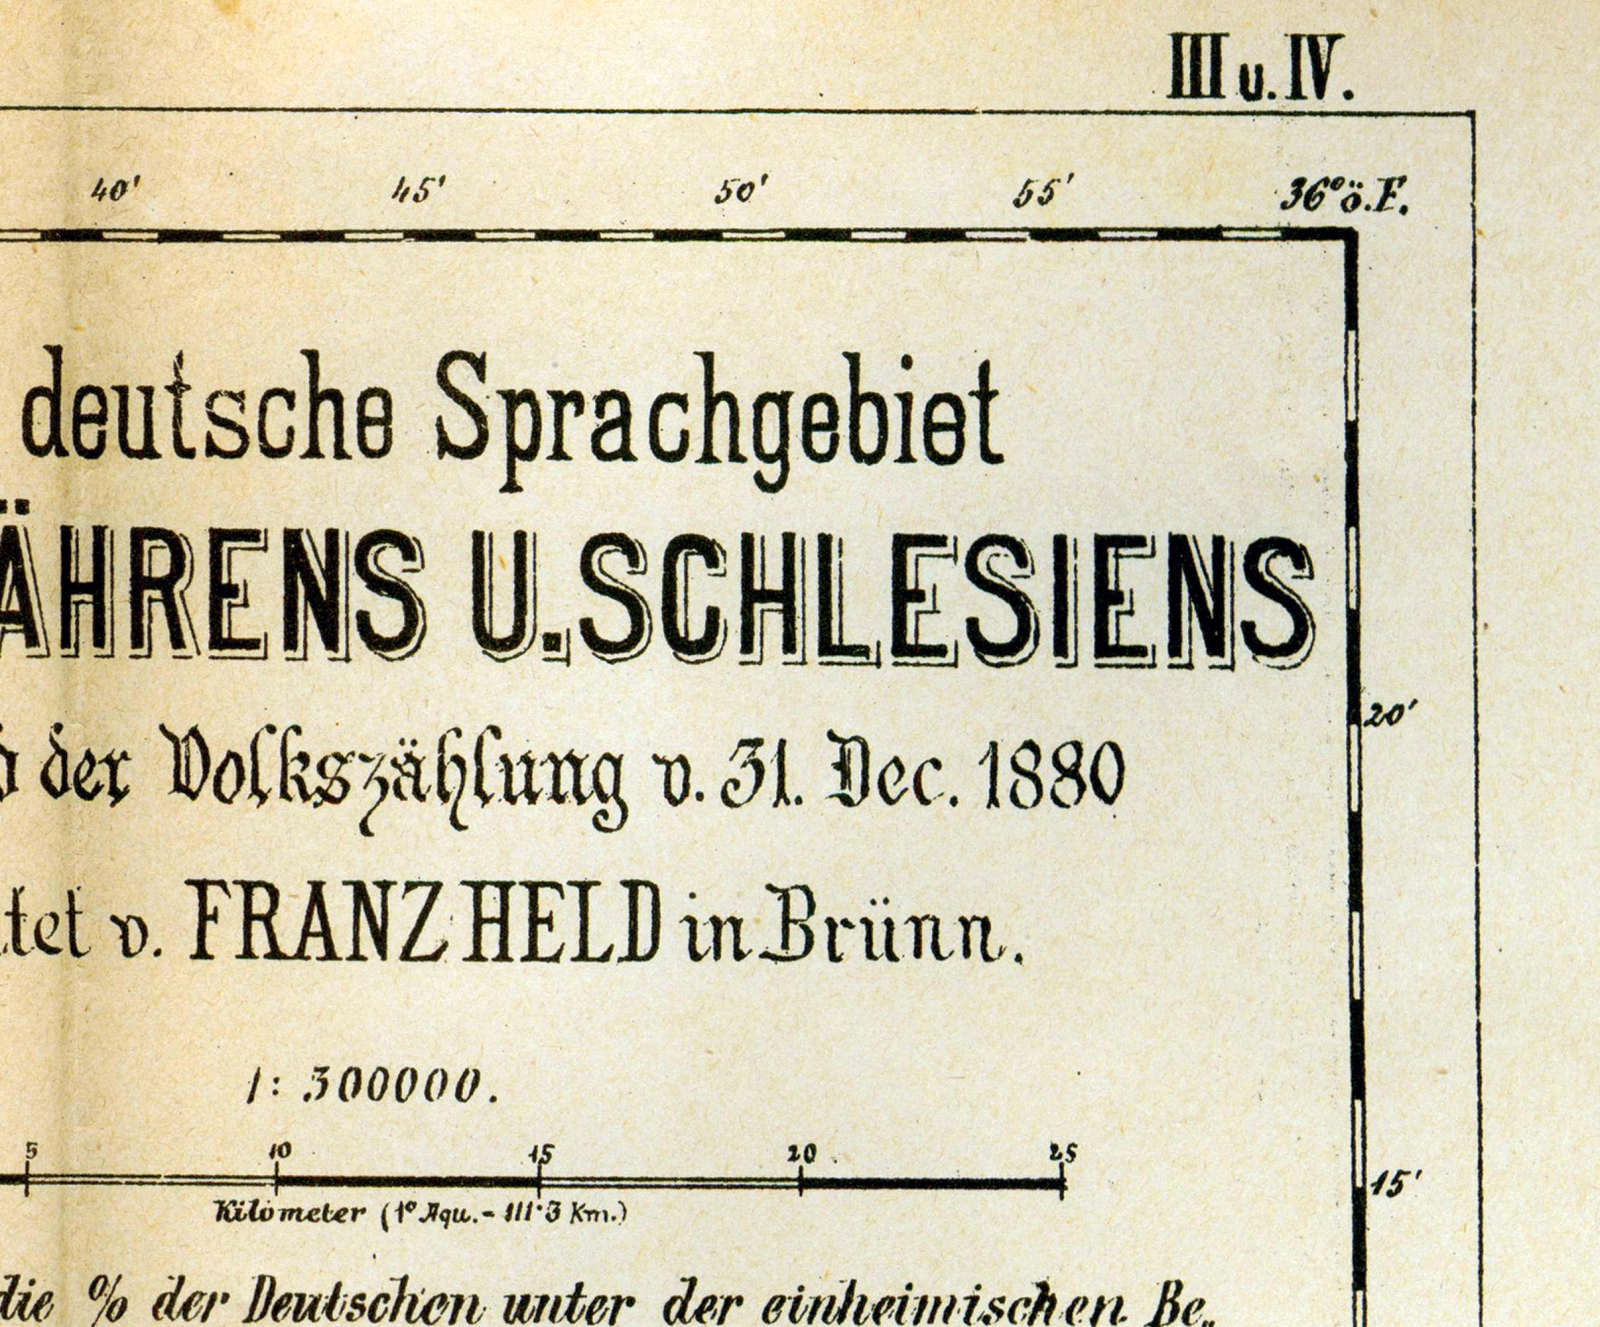 III u. IV.
40' 45' 50' 55' 36° ö.F.
deutsche Sprachgebiet
ÄHRENS U. SCHLESIENS
20'
der Volkszählung v. 31. Dec. 1880
tet v. FRANZ HELD in Brünn.
1: 300000.
5 10 15 20 25
Kilometer (1° Aqu. - 111·3 Km.)
15'
die % der Deutschen unter der einheimischen Be„